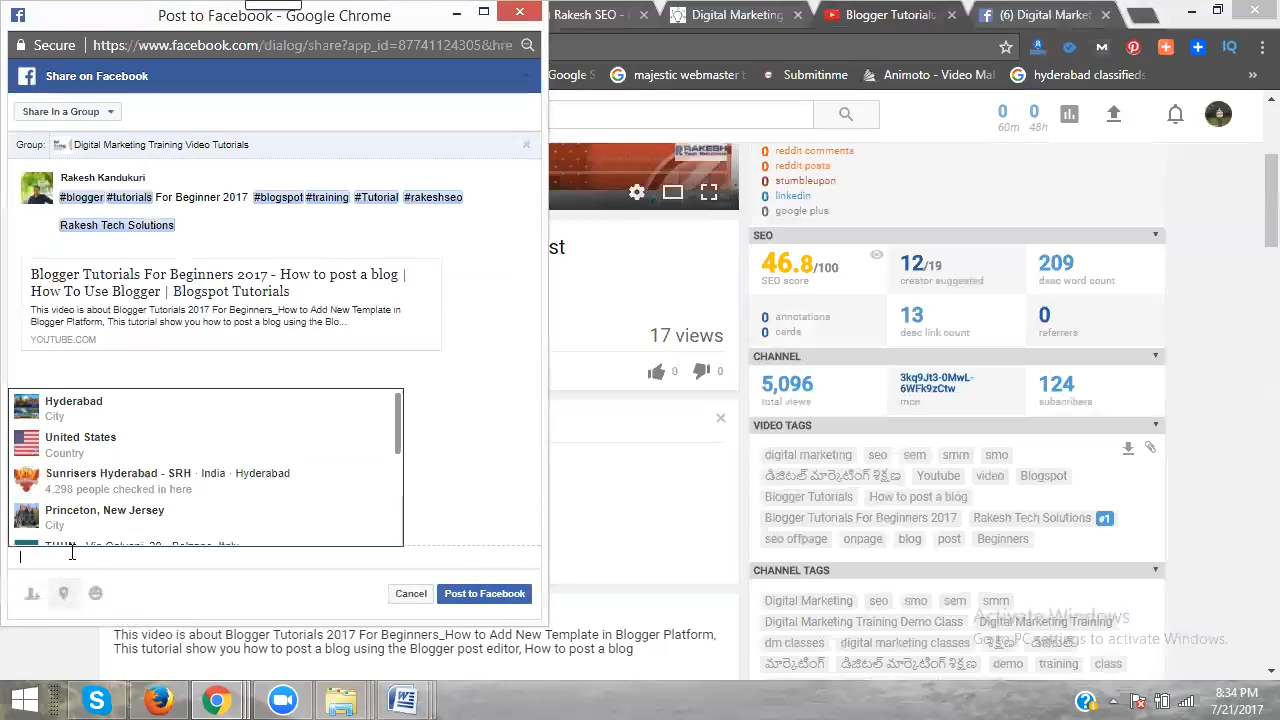 Post to Facebook - Google Chrome
Secure
https://www.facebook.com/dialog/share?app_id=87741124305&hre
Share on Facebook
Share In a Group
Group:
Digital Marketing Training Video Tutorials
Rakesh Kandukuri
#blogger #tutorials For Beginner 2017 #blogspot #training #Tutorial #rakeshseo
Rakesh Tech Solutions
Blogger Tutorials For Beginners 2017 - How to post a blog |
How To Use Blogger | Blogspot Tutorials
This video is about Blogger Tutorials 2017 For Beginners_How to Add New Template in
Blogger Platform, This tutorial show you how to post a blog using the Blo...
YOUTUBE.COM
Hyderabad
City
United States
Country
Sunrisers Hyderabad - SRH · India · Hyderabad
4,298 people checked in here
Princeton, New Jersey
City
Cancel
Post to Facebook
Rakesh SEO -
Digital Marketing
Blogger Tutorials
(6) Digital Marke
Google S
majestic webmaster t
Submitinme
Animoto - Video Mal
hyderabad classifieds
0
60m
0
48h
st
17 views
0
0
0 reddit comments
0 reddit posts
0 stumbleupon
0 linkedin
0 google plus
SEO
46.8/100
SEO score
12/19
creator suggested
209
desc word count
0 annotations
0 cards
13
desc link count
0
referrers
CHANNEL
5,096
total views
3kq9Jt3-0MwL-
6WFk9zCtw
mcn
124
subscribers
VIDEO TAGS
digital marketing seo sem smm smo
డిజిటల్ మార్కెటింగ్ శిక్షణ Youtube video Blogspot
Blogger Tutorials How to post a blog
Blogger Tutorials For Beginners 2017 Rakesh Tech Solutions #1
seo offpage onpage blog post Beginners
CHANNEL TAGS
Digital Marketing seo smo sem smm
Digital Marketing Training Demo Class Digital Marketing Training
dm classes digital marketing classes శిక్షణ డిజిటల్
మార్కెటింగ్ డిజిటల్ మార్కెటింగ్ శిక్షణ demo training class
Activate Windows
Go to PC settings to activate Windows.
This video is about Blogger Tutorials 2017 For Beginners_How to Add New Template in Blogger Platform,
This tutorial show you how to post a blog using the Blogger post editor, How to post a blog
8:34 PM
7/21/2017